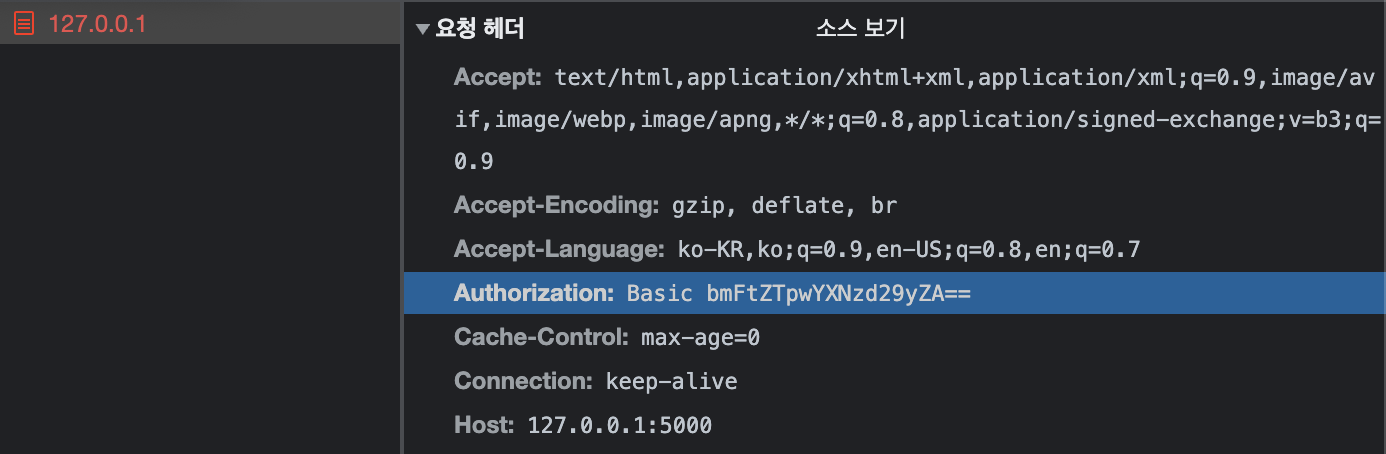 127.0.0.1
▼요청 헤더 소스 보기
Accept: text/html,application/xhtml+xml,application/xml;q=0.9,image/av
if,image/webp,image/apng,*/*;q=0.8,application/signed-exchange;v=b3;q=
0.9
Accept-Encoding: gzip, deflate, br
Accept-Language: ko-KR,ko;q=0.9,en-US;q=0.8,en;q=0.7
Authorization: Basic bmFtZTpwYXNzd29yZA==
Cache-Control: max-age=0
Connection: keep-alive
Host: 127.0.0.1:5000